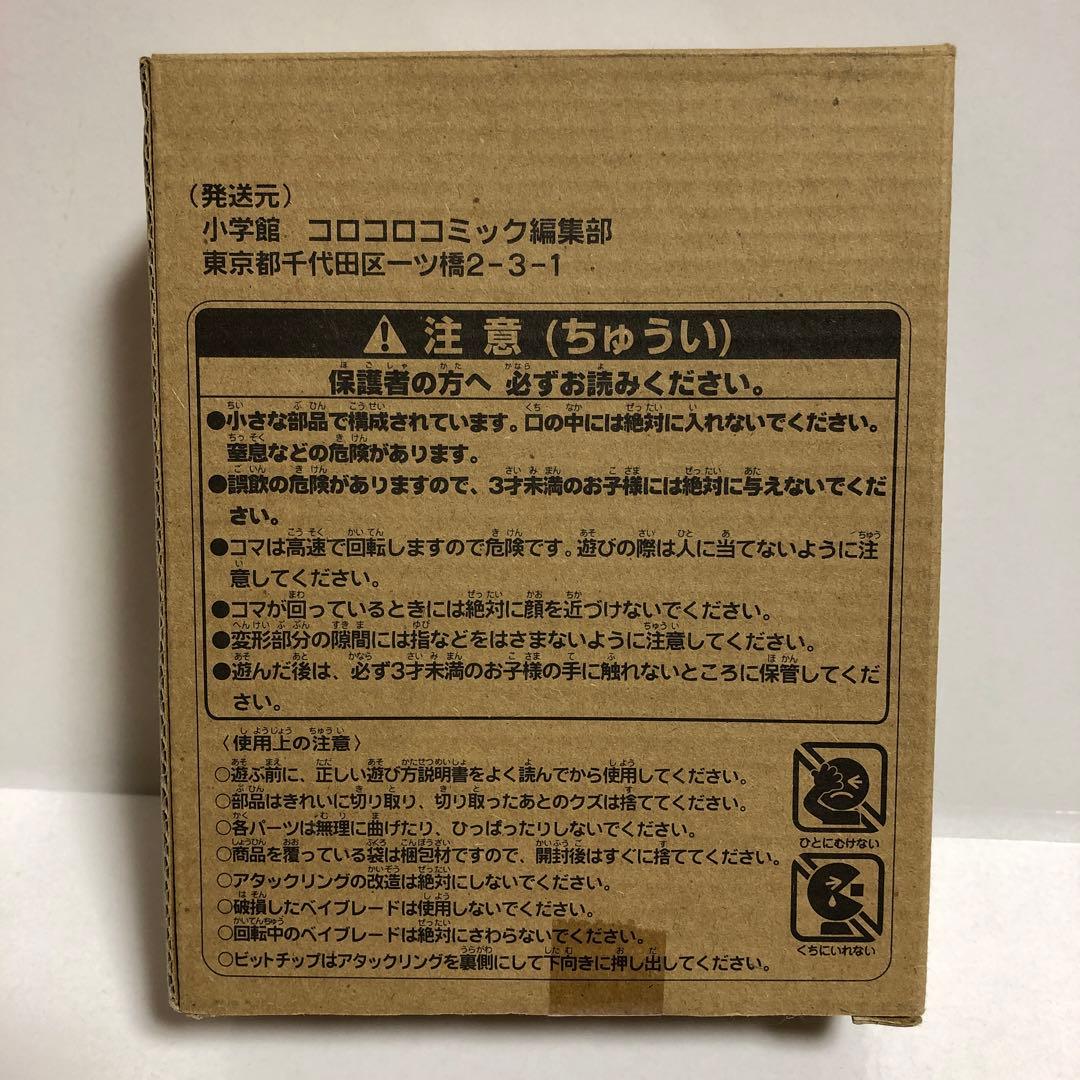 (発送元)
小学館 コロコロコミック編集部
東京都千代田区一ツ橋2-3-1
注意(ちゅうい)
保護者の方へ 必ずお読みください。
●小さな部品で構成されています。口の中には絶対に入れないでください。
窒息などの危険があります。
●誤飲の危険がありますので、3才未満のお子様には絶対に与えないでくだ
さい。
●コマは高速で回転しますので危険です。遊びの際は人に当てないように注
意してください。
●コマが回っているときには絶対に顔を近づけないでください。
●変形部分の隙間には指などをはさまないように注意してください。
●遊んだ後は、必ず3才未満のお子様の手に触れないところに保管してくだ
さい。
〈使用上の注意〉
○遊ぶ前に、正しい遊び方説明書をよく読んでから使用してください。
○部品はきれいに切り取り、切り取ったあとのクズは捨ててください。
○各パーツは無理に曲げたり、ひっぱったりしないでください。
○商品を覆っている袋は梱包材ですので、開封後はすぐに捨ててください。
○アタックリングの改造は絶対にしないでください。
○破損したベイブレードは使用しないでください。
○回転中のベイブレードは絶対にさわらないでください。
○ビットチップはアタックリングを裏側にして下向きに押し出してください。
ひとにむけない
くちにいれない